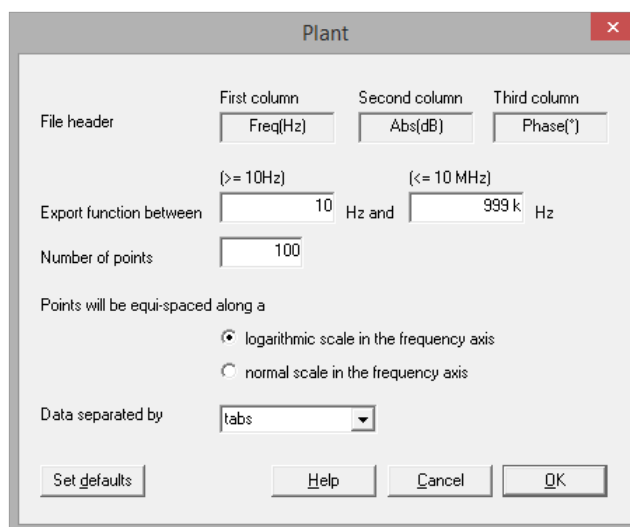 Plant
First column Second column Third column
File header Freq(Hz) Abs(dB) Phase(°)
(>= 10Hz) (<= 10 MHz)
Export function between 10 Hz and 999 k Hz
Number of points 100
Points will be equi-spaced along a
logarithmic scale in the frequency axis
normal scale in the frequency axis
Data separated by tabs
Set defaults Help Cancel OK